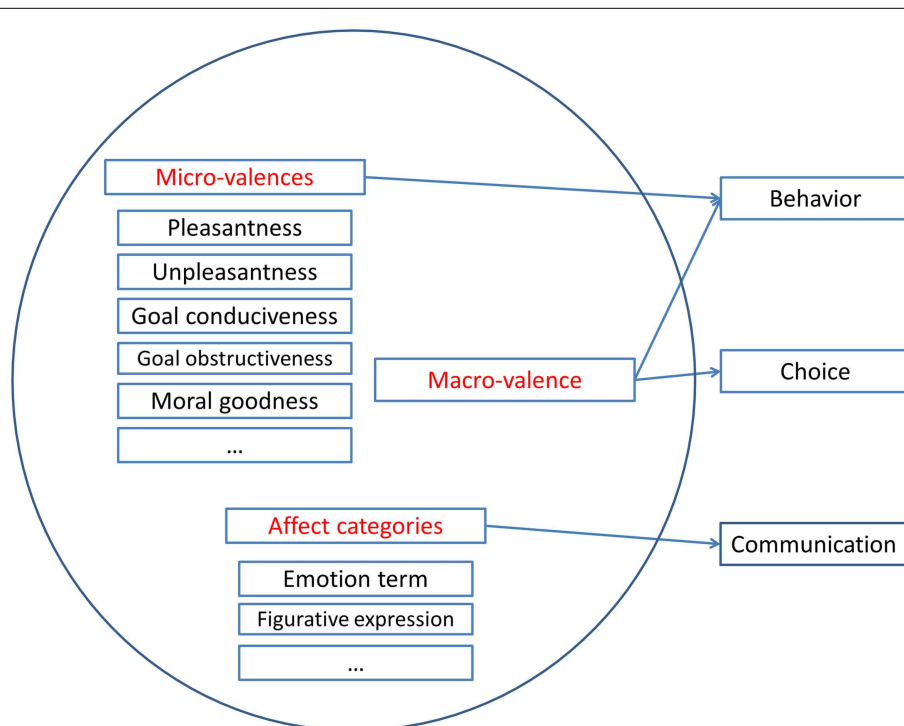 Micro-valences
Pleasantness
Unpleasantness
Goal conduciveness
Goal obstructiveness
Moral goodness
...
Macro-valence
Affect categories
Emotion term
Figurative expression
...
Behavior
Choice
Communication